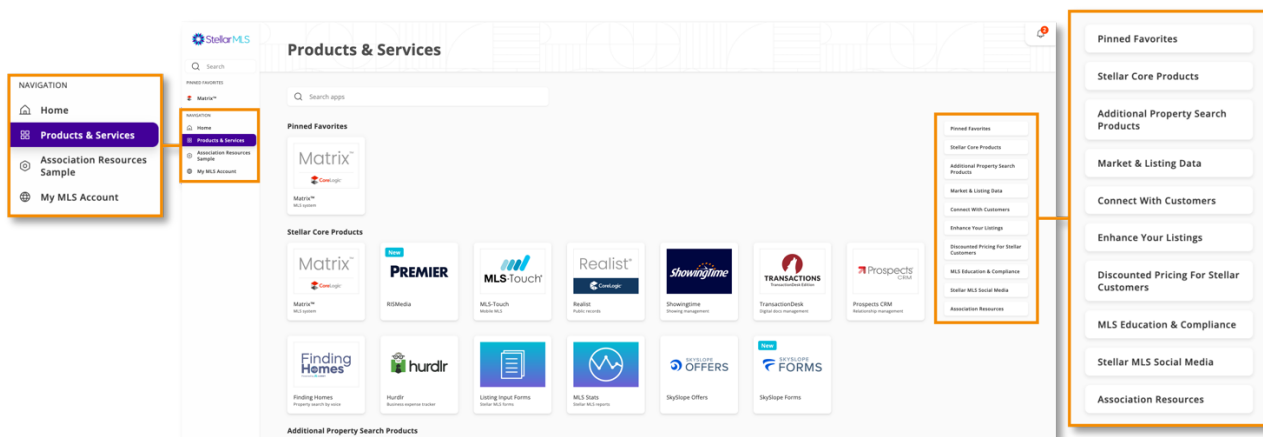 NAVIGATION
Home
Products & Services
Association Resources
Sample
My MLS Account
StellarMLS
Search
PINNED FAVORITES
Matrix™
NAVIGATION
Home
Products & Services
Association Resources
Sample
My MLS Account
Products & Services
2
Search apps
Pinned Favorites
Matrix™
CoreLogic
Matrix™
MLS system
Stellar Core Products
Matrix™
CoreLogic
Matrix™
MLS system
New
PREMIER
RISMedia
MLS-Touch®
MLS-Touch
Mobile MLS
Realist®
CoreLogic
Realist
Public records
ShowingTime
Showingtime
Showing management
TRANSACTIONS
TransactionDesk Edition
TransactionDesk
Digital docs management
Prospects
CRM
Prospects CRM
Relationship management
Finding
Homes
Finding Homes
Property search by voice
hurdlr
Hurdlr
Business expense tracker
Listing Input Forms
Stellar MLS forms
MLS Stats
Stellar MLS reports
SKYSLOPE
OFFERS
SkySlope Offers
New
SKYSLOPE
FORMS
SkySlope Forms
Additional Property Search Products
Pinned Favorites
Stellar Core Products
Additional Property Search
Products
Market & Listing Data
Connect With Customers
Enhance Your Listings
Discounted Pricing For Stellar
Customers
MLS Education & Compliance
Stellar MLS Social Media
Association Resources
Pinned Favorites
Stellar Core Products
Additional Property Search
Products
Market & Listing Data
Connect With Customers
Enhance Your Listings
Discounted Pricing For Stellar
Customers
MLS Education & Compliance
Stellar MLS Social Media
Association Resources